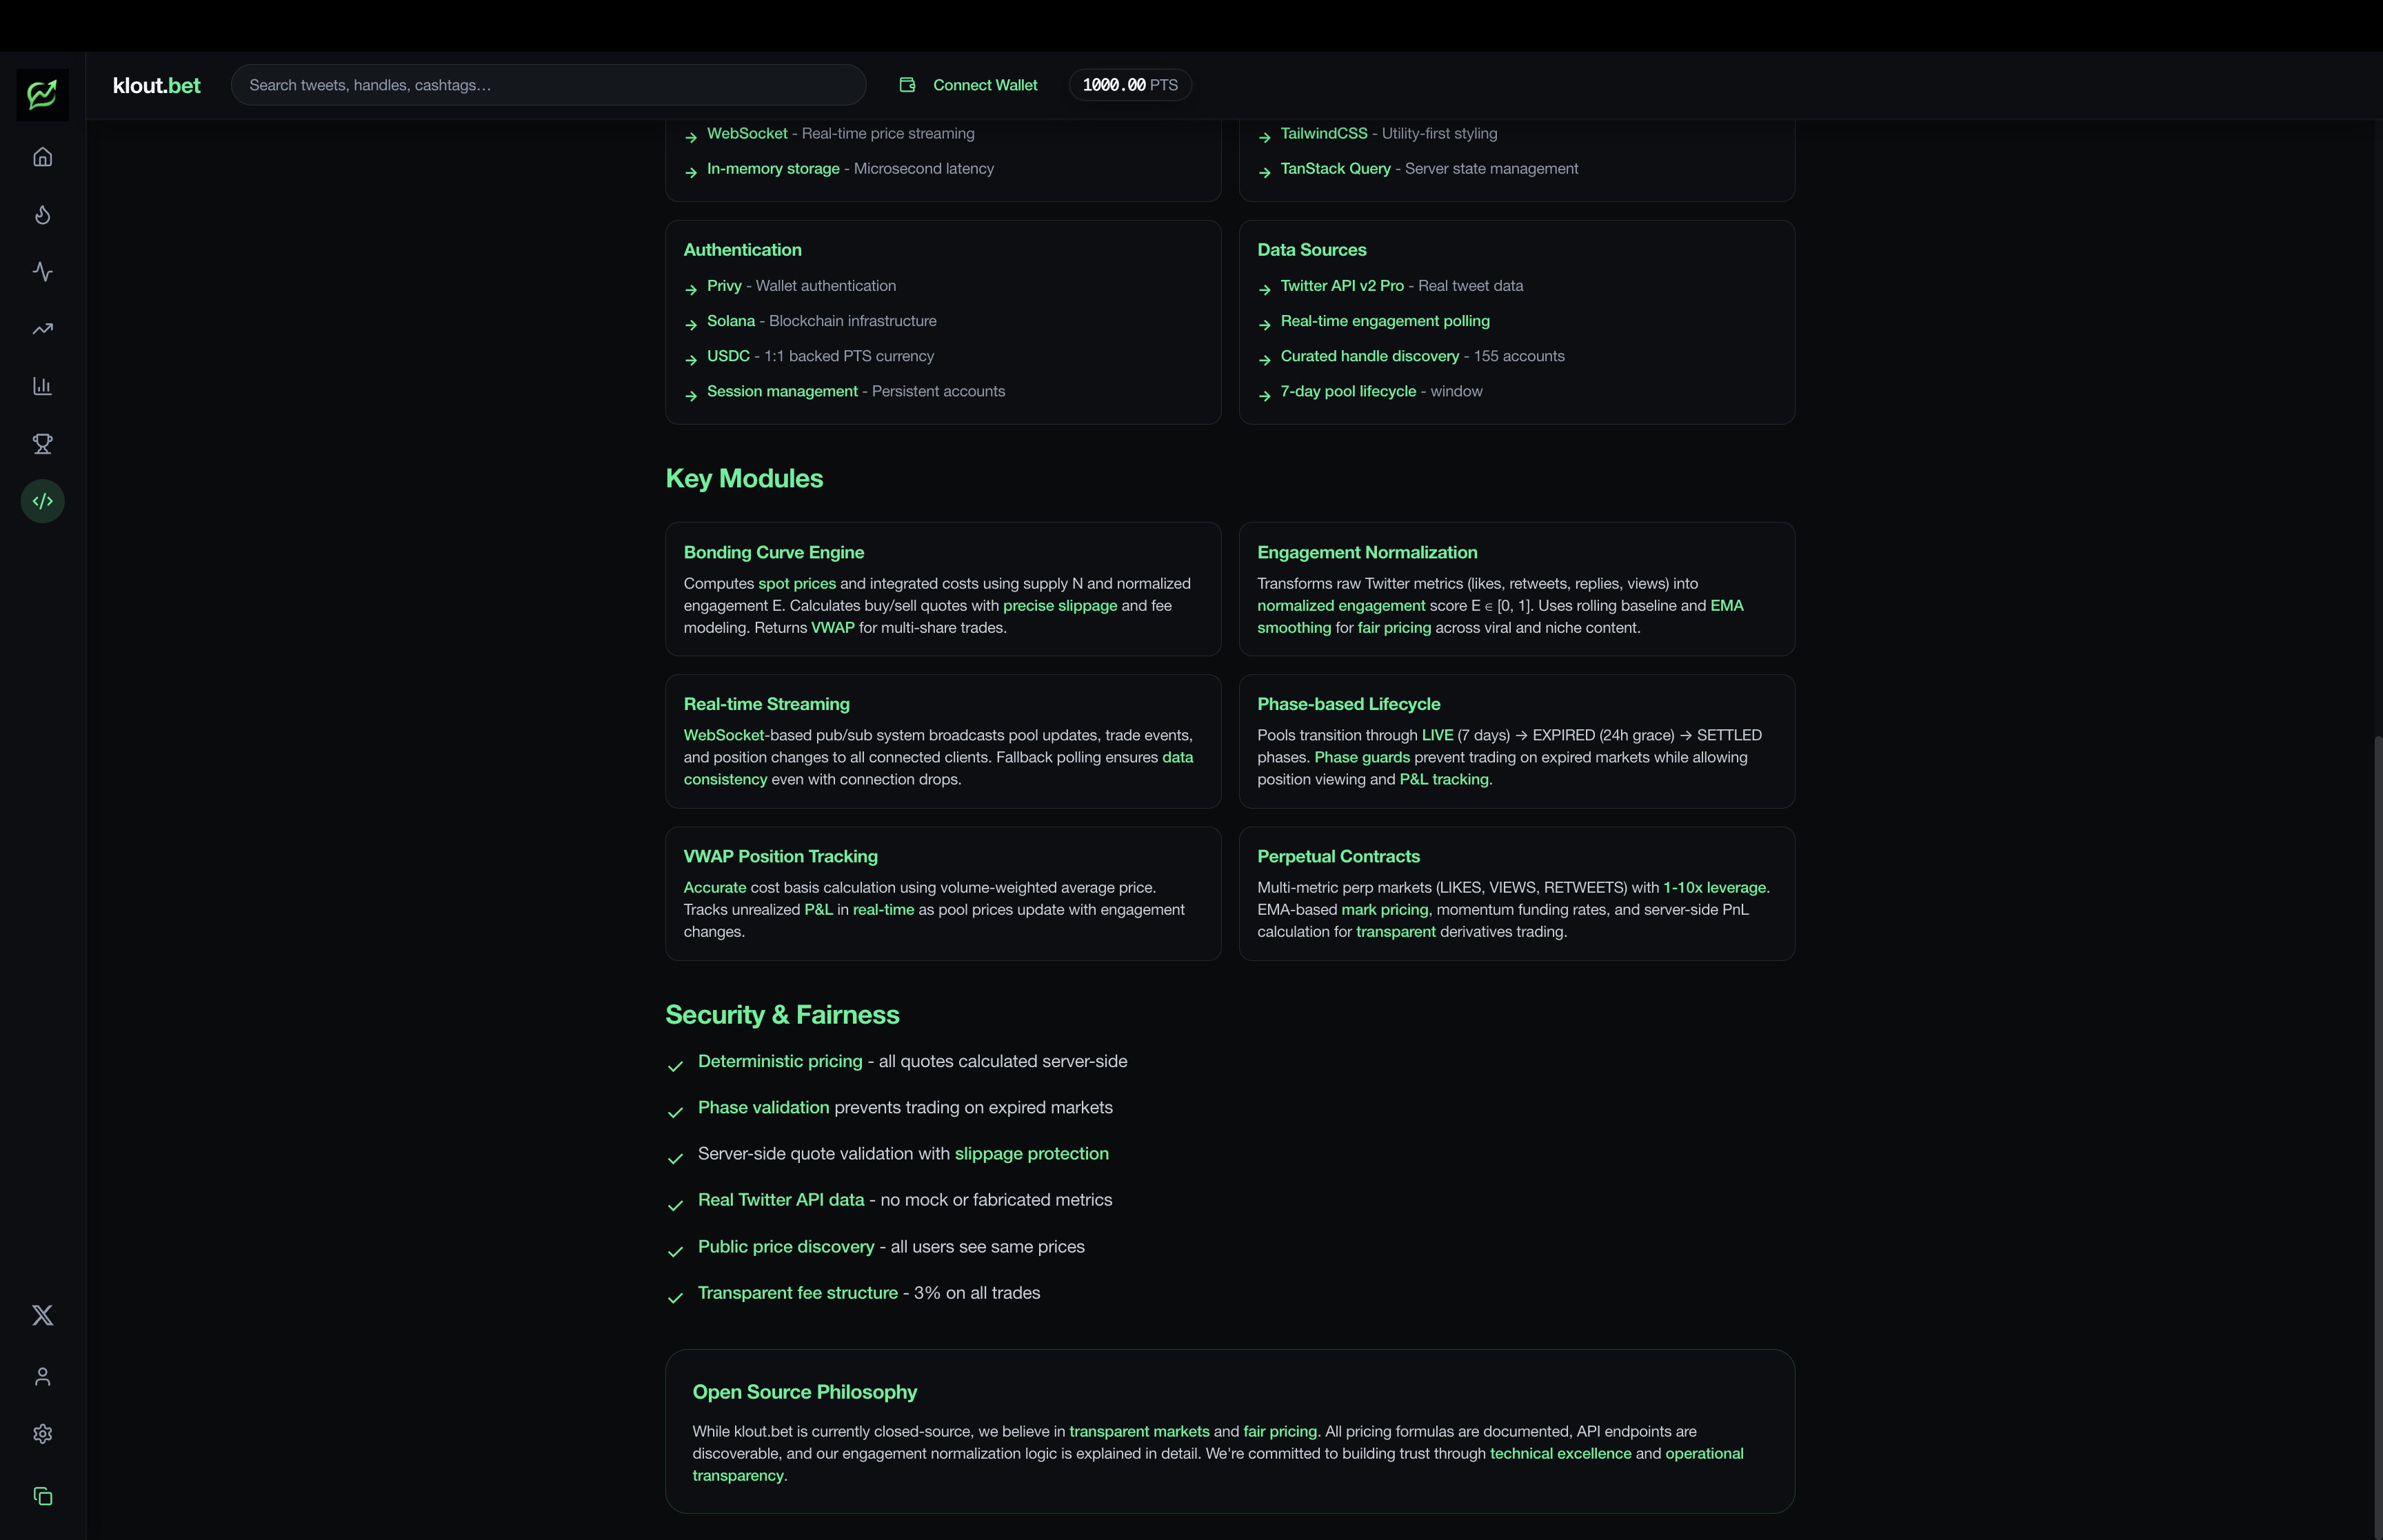 klout.bet
Search tweets, handles, cashtags...
Connect Wallet
1000.00 PTS
WebSocket - Real-time price streaming
In-memory storage - Microsecond latency
TailwindCSS - Utility-first styling
TanStack Query - Server state management
Authentication
Privy - Wallet authentication
Solana - Blockchain infrastructure
USDC - 1:1 backed PTS currency
Session management - Persistent accounts
Data Sources
Twitter API v2 Pro - Real tweet data
Real-time engagement polling
Curated handle discovery - 155 accounts
7-day pool lifecycle - window
Key Modules
Bonding Curve Engine
Computes spot prices and integrated costs using supply N and normalized
engagement E. Calculates buy/sell quotes with precise slippage and fee
modeling. Returns VWAP for multi-share trades.
Engagement Normalization
Transforms raw Twitter metrics (likes, retweets, replies, views) into
normalized engagement score E ∈ [0, 1]. Uses rolling baseline and EMA
smoothing for fair pricing across viral and niche content.
Real-time Streaming
WebSocket-based pub/sub system broadcasts pool updates, trade events,
and position changes to all connected clients. Fallback polling ensures data
consistency even with connection drops.
Phase-based Lifecycle
Pools transition through LIVE (7 days) → EXPIRED (24h grace) → SETTLED
phases. Phase guards prevent trading on expired markets while allowing
position viewing and P&L tracking.
VWAP Position Tracking
Accurate cost basis calculation using volume-weighted average price.
Tracks unrealized P&L in real-time as pool prices update with engagement
changes.
Perpetual Contracts
Multi-metric perp markets (LIKES, VIEWS, RETWEETS) with 1-10x leverage.
EMA-based mark pricing, momentum funding rates, and server-side PnL
calculation for transparent derivatives trading.
Security & Fairness
Deterministic pricing - all quotes calculated server-side
Phase validation prevents trading on expired markets
Server-side quote validation with slippage protection
Real Twitter API data - no mock or fabricated metrics
Public price discovery - all users see same prices
Transparent fee structure - 3% on all trades
Open Source Philosophy
While klout.bet is currently closed-source, we believe in transparent markets and fair pricing. All pricing formulas are documented, API endpoints are
discoverable, and our engagement normalization logic is explained in detail. We're committed to building trust through technical excellence and operational
transparency.